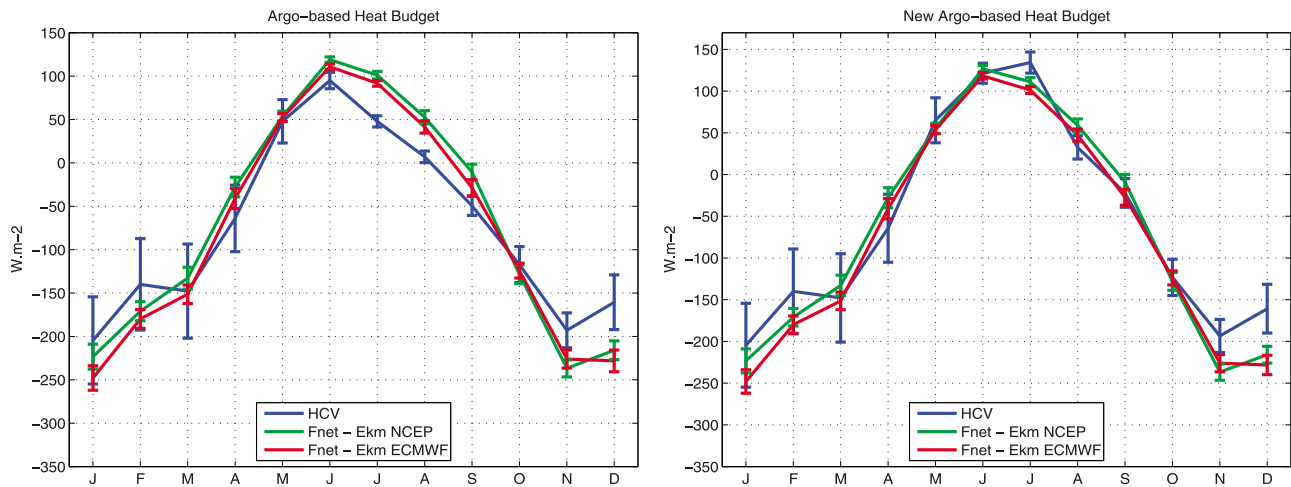 Argo−based Heat Budget
150
100
50
0
−50
−100
−150
−200
−250
−300
−350
W.m−2
HCV
Fnet − Ekm NCEP
Fnet − Ekm ECMWF
J F M A M J J A S O N D
New Argo−based Heat Budget
150
100
50
0
−50
−100
−150
−200
−250
−300
−350
W.m−2
HCV
Fnet − Ekm NCEP
Fnet − Ekm ECMWF
J F M A M J J A S O N D